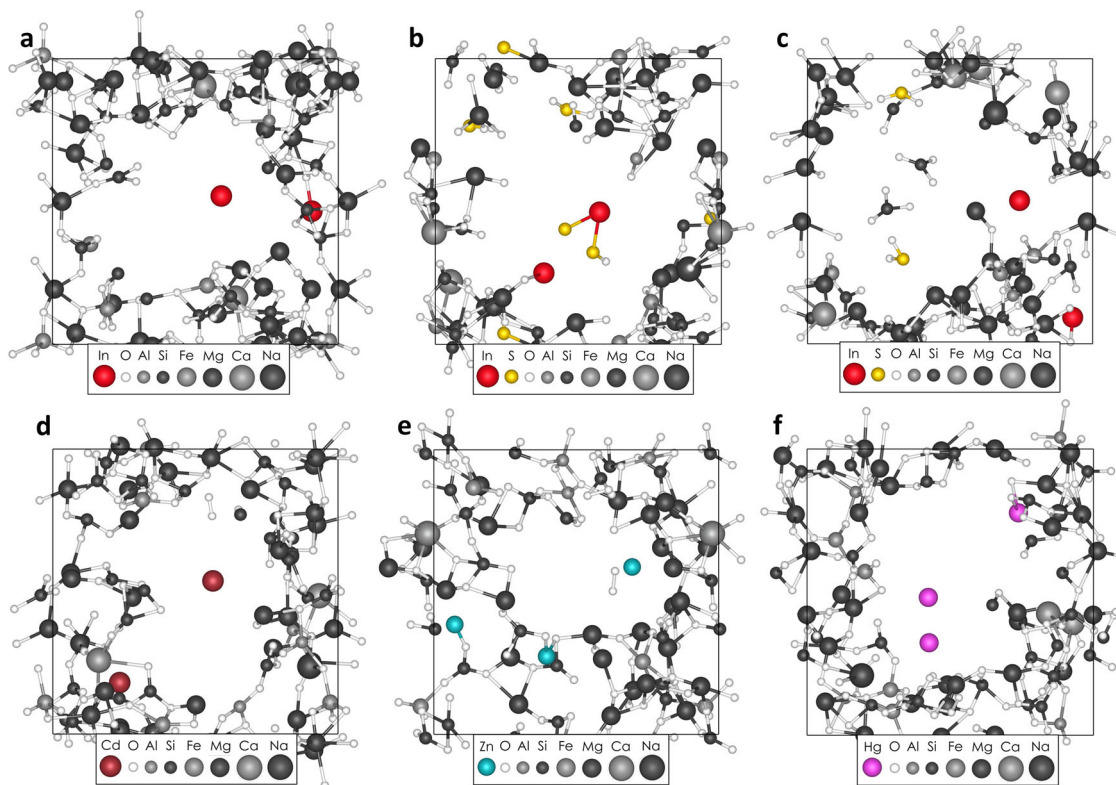 a
b
c
In O Al Si Fe Mg Ca Na
In S O Al Si Fe Mg Ca Na
In S O Al Si Fe Mg Ca Na
d
e
f
Cd O Al Si Fe Mg Ca Na
Zn O Al Si Fe Mg Ca Na
Hg O Al Si Fe Mg Ca Na